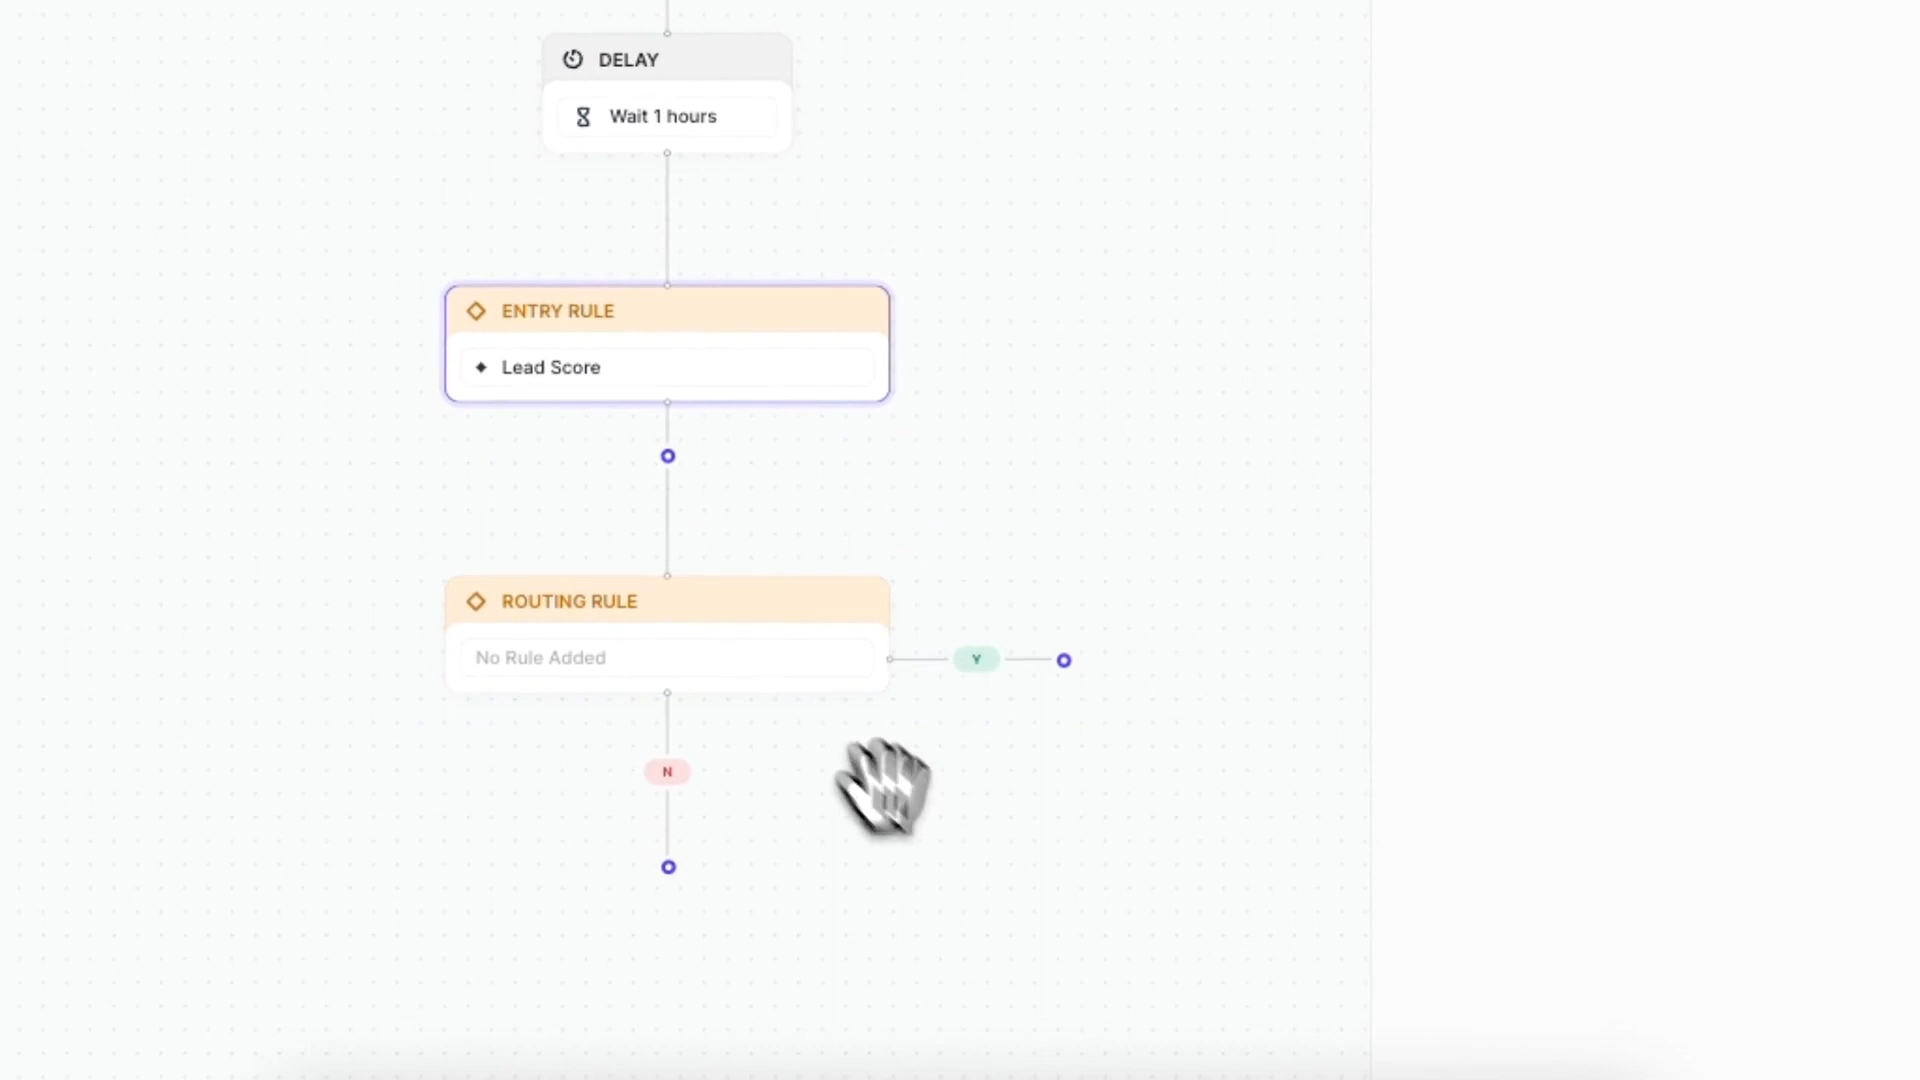 DELAY
Wait 1 hours
ENTRY RULE
Lead Score
ROUTING RULE
No Rule Added
Y
N